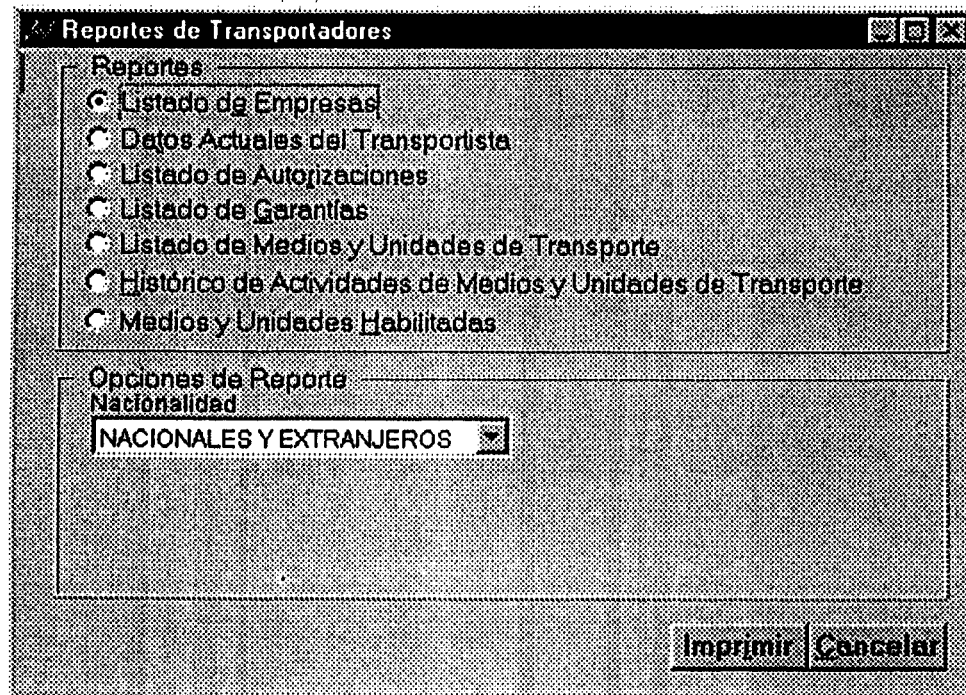 Reportes de Transportadores
Reportes
Listado de Empresas
Datos Actuales del Transportista
Listado de Autorizaciones
Listado de Garantías
Listado de Medios y Unidades de Transporte
Histórico de Actividades de Medios y Unidades de Transporte
Medios y Unidades Habilitadas
Opciones de Reporte
Nacionalidad
NACIONALES Y EXTRANJEROS
Imprimir Cancelar